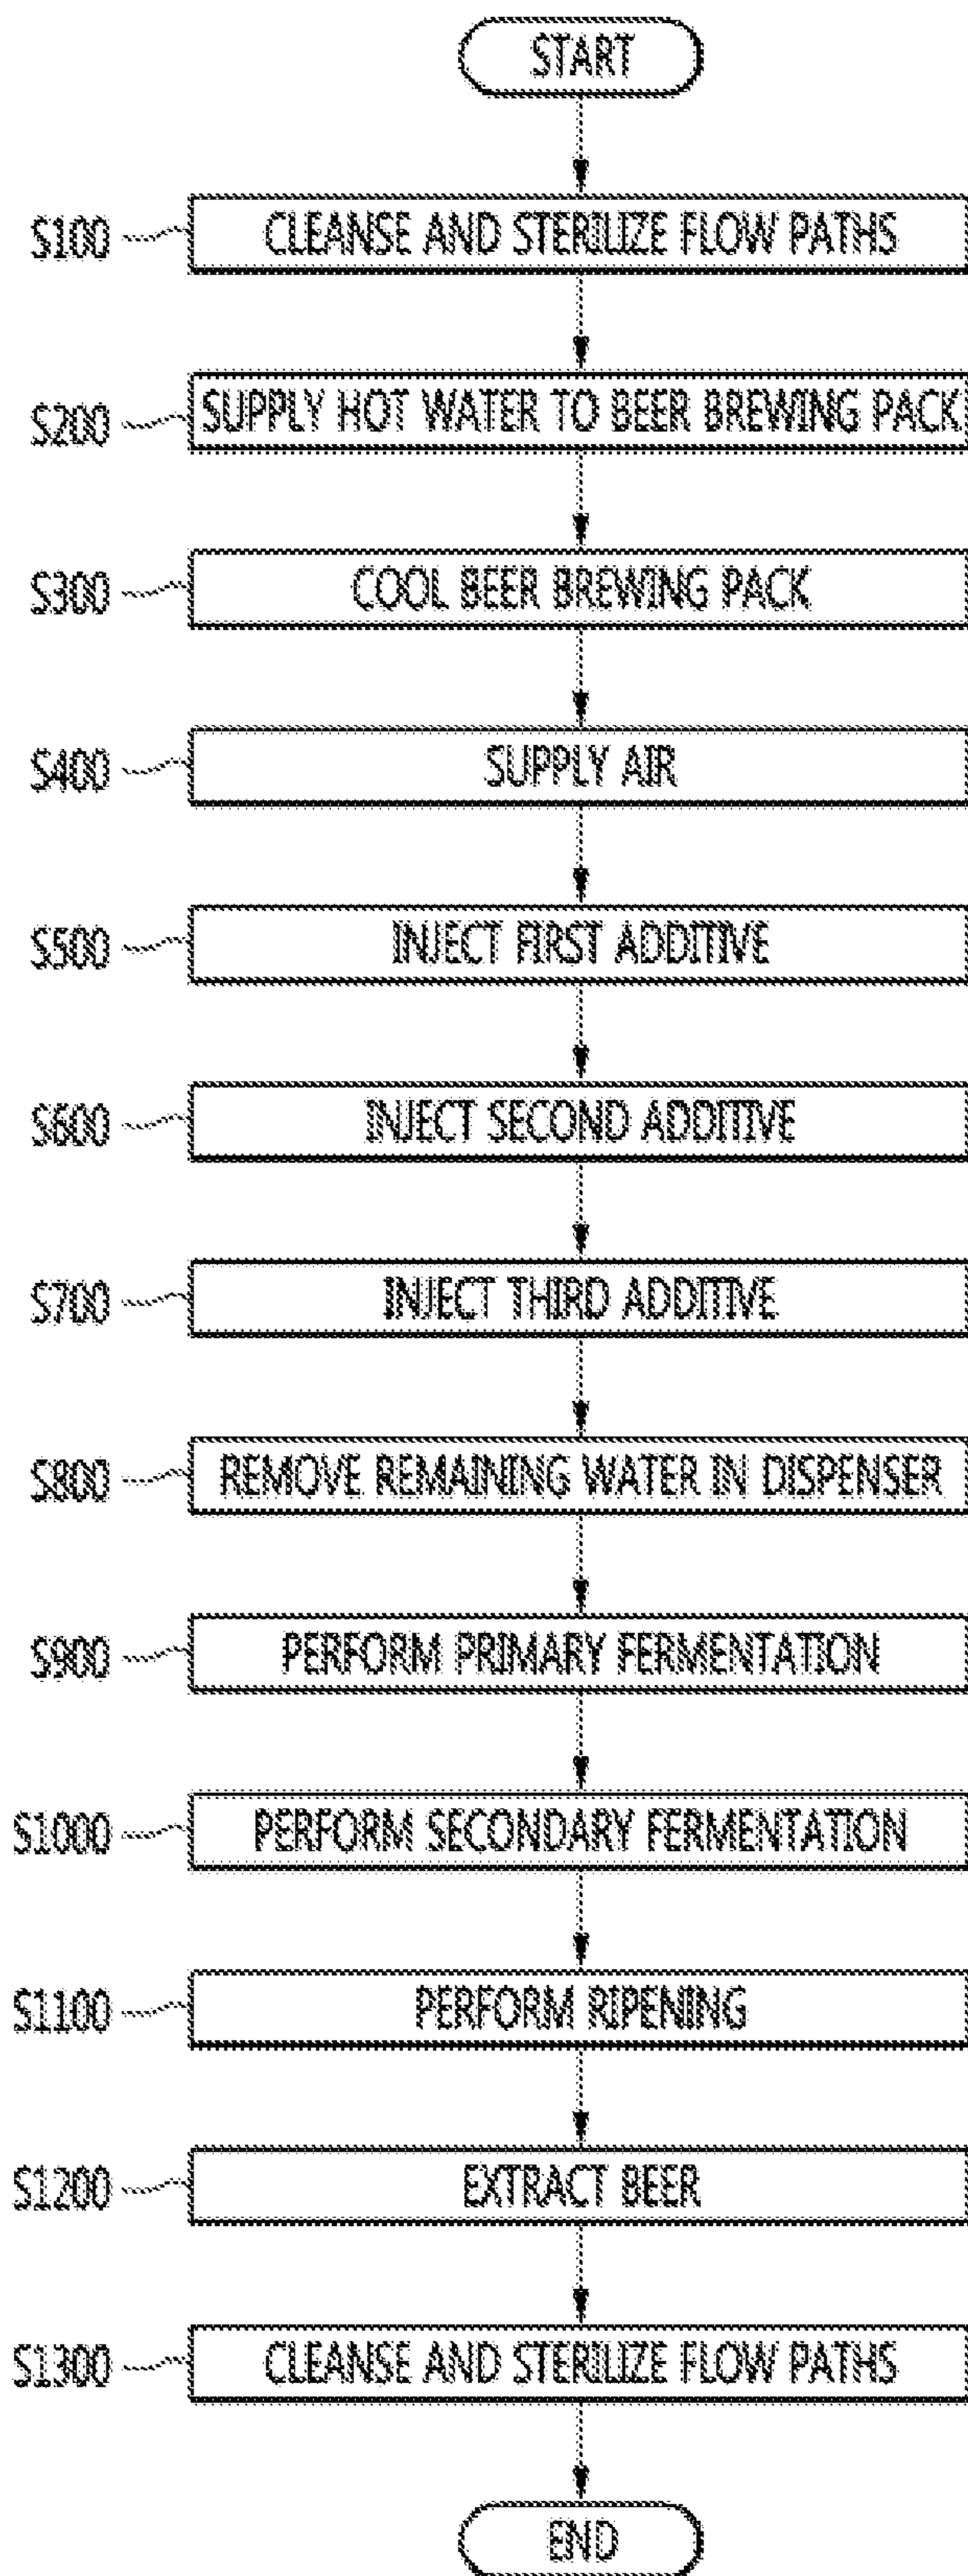 START
S100 CLEANSE AND STERILIZE FLOW PATHS
S200 SUPPLY HOT WATER TO BEER BREWING PACK
S300 COOL BEER BREWING PACK
S400 SUPPLY AIR
S500 INJECT FIRST ADDITIVE
S600 INJECT SECOND ADDITIVE
S700 INJECT THIRD ADDITIVE
S800 REMOVE REMAINING WATER IN DISPENSER
S900 PERFORM PRIMARY FERMENTATION
S1000 PERFORM SECONDARY FERMENTATION
S1100 PERFORM RIPENING
S1200 EXTRACT BEER
S1300 CLEANSE AND STERILIZE FLOW PATHS
END